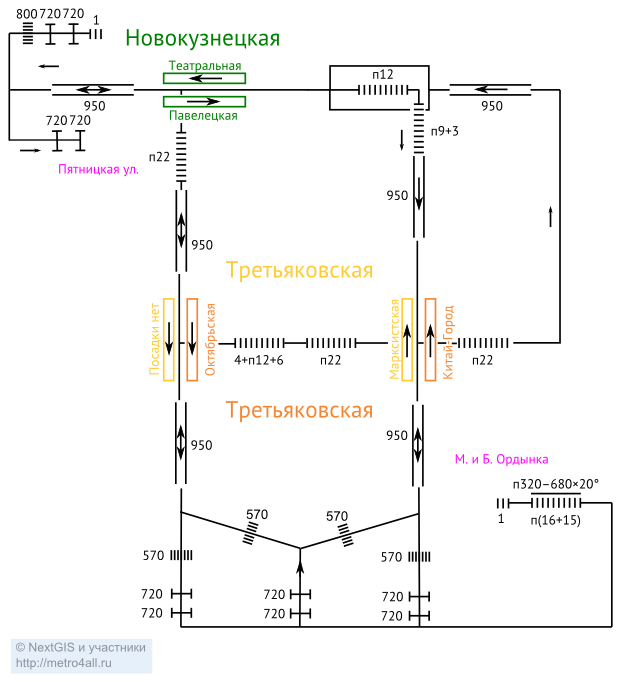 800 720 720 1
Новокузнецкая
Театральная
п12
950
950
Павелецкая
720 720
п9+3
п22
Пятницкая ул.
950
950
Третьяковская
Посадки нет
Октябрьская
Марксистская
Китай-Город
4+п12+6
п22
п22
Третьяковская
950
950
М. и Б. Ордынка
п320–680×20°
1
п(16+15)
570
570
570
570
720
720
720
720
720
720
© NextGIS и участники
http://metro4all.ru